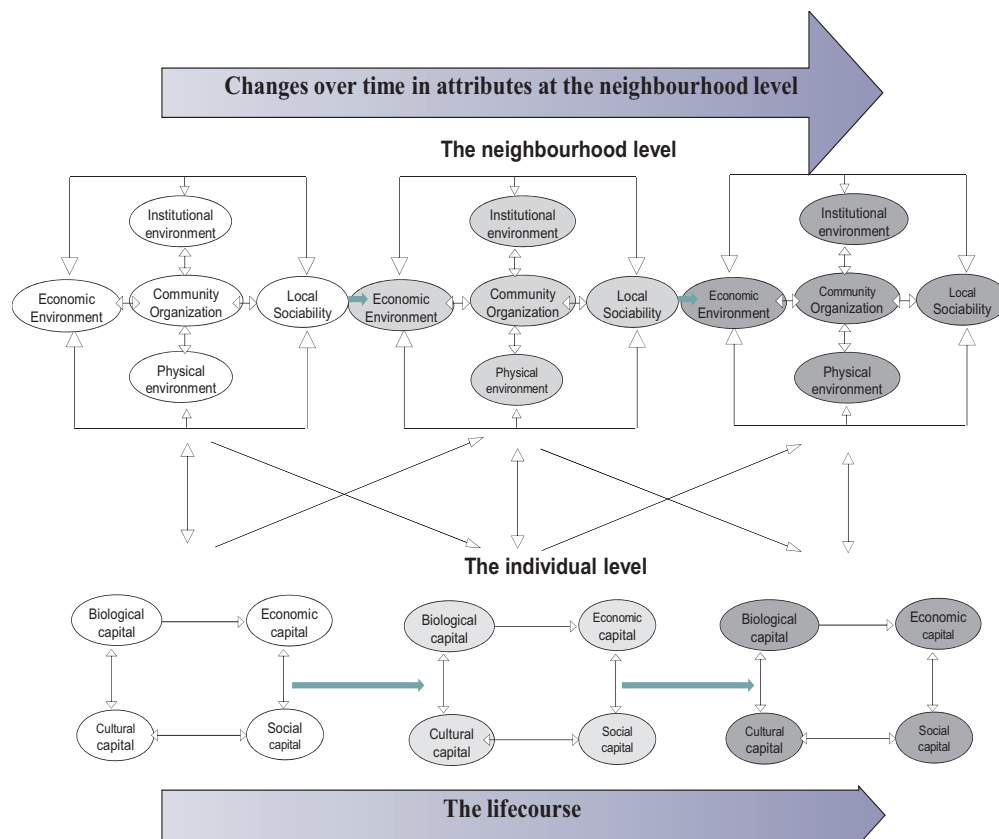 Changes over time in attributes at the neighbourhood level
The neighbourhood level
Institutional
environment
Institutional
environment
Institutional
environment
Economic
Environment
Community
Organization
Local
Sociability
Economic
Environment
Community
Organization
Local
Sociability
Economic
Environment
Community
Organization
Local
Sociability
Physical
environment
Physical
environment
Physical
environment
The individual level
Biological
capital
Economic
capital
Biological
capital
Economic
capital
Biological
capital
Economic
capital
Cultural
capital
Social
capital
Cultural
capital
Social
capital
Cultural
capital
Social
capital
The lifecourse